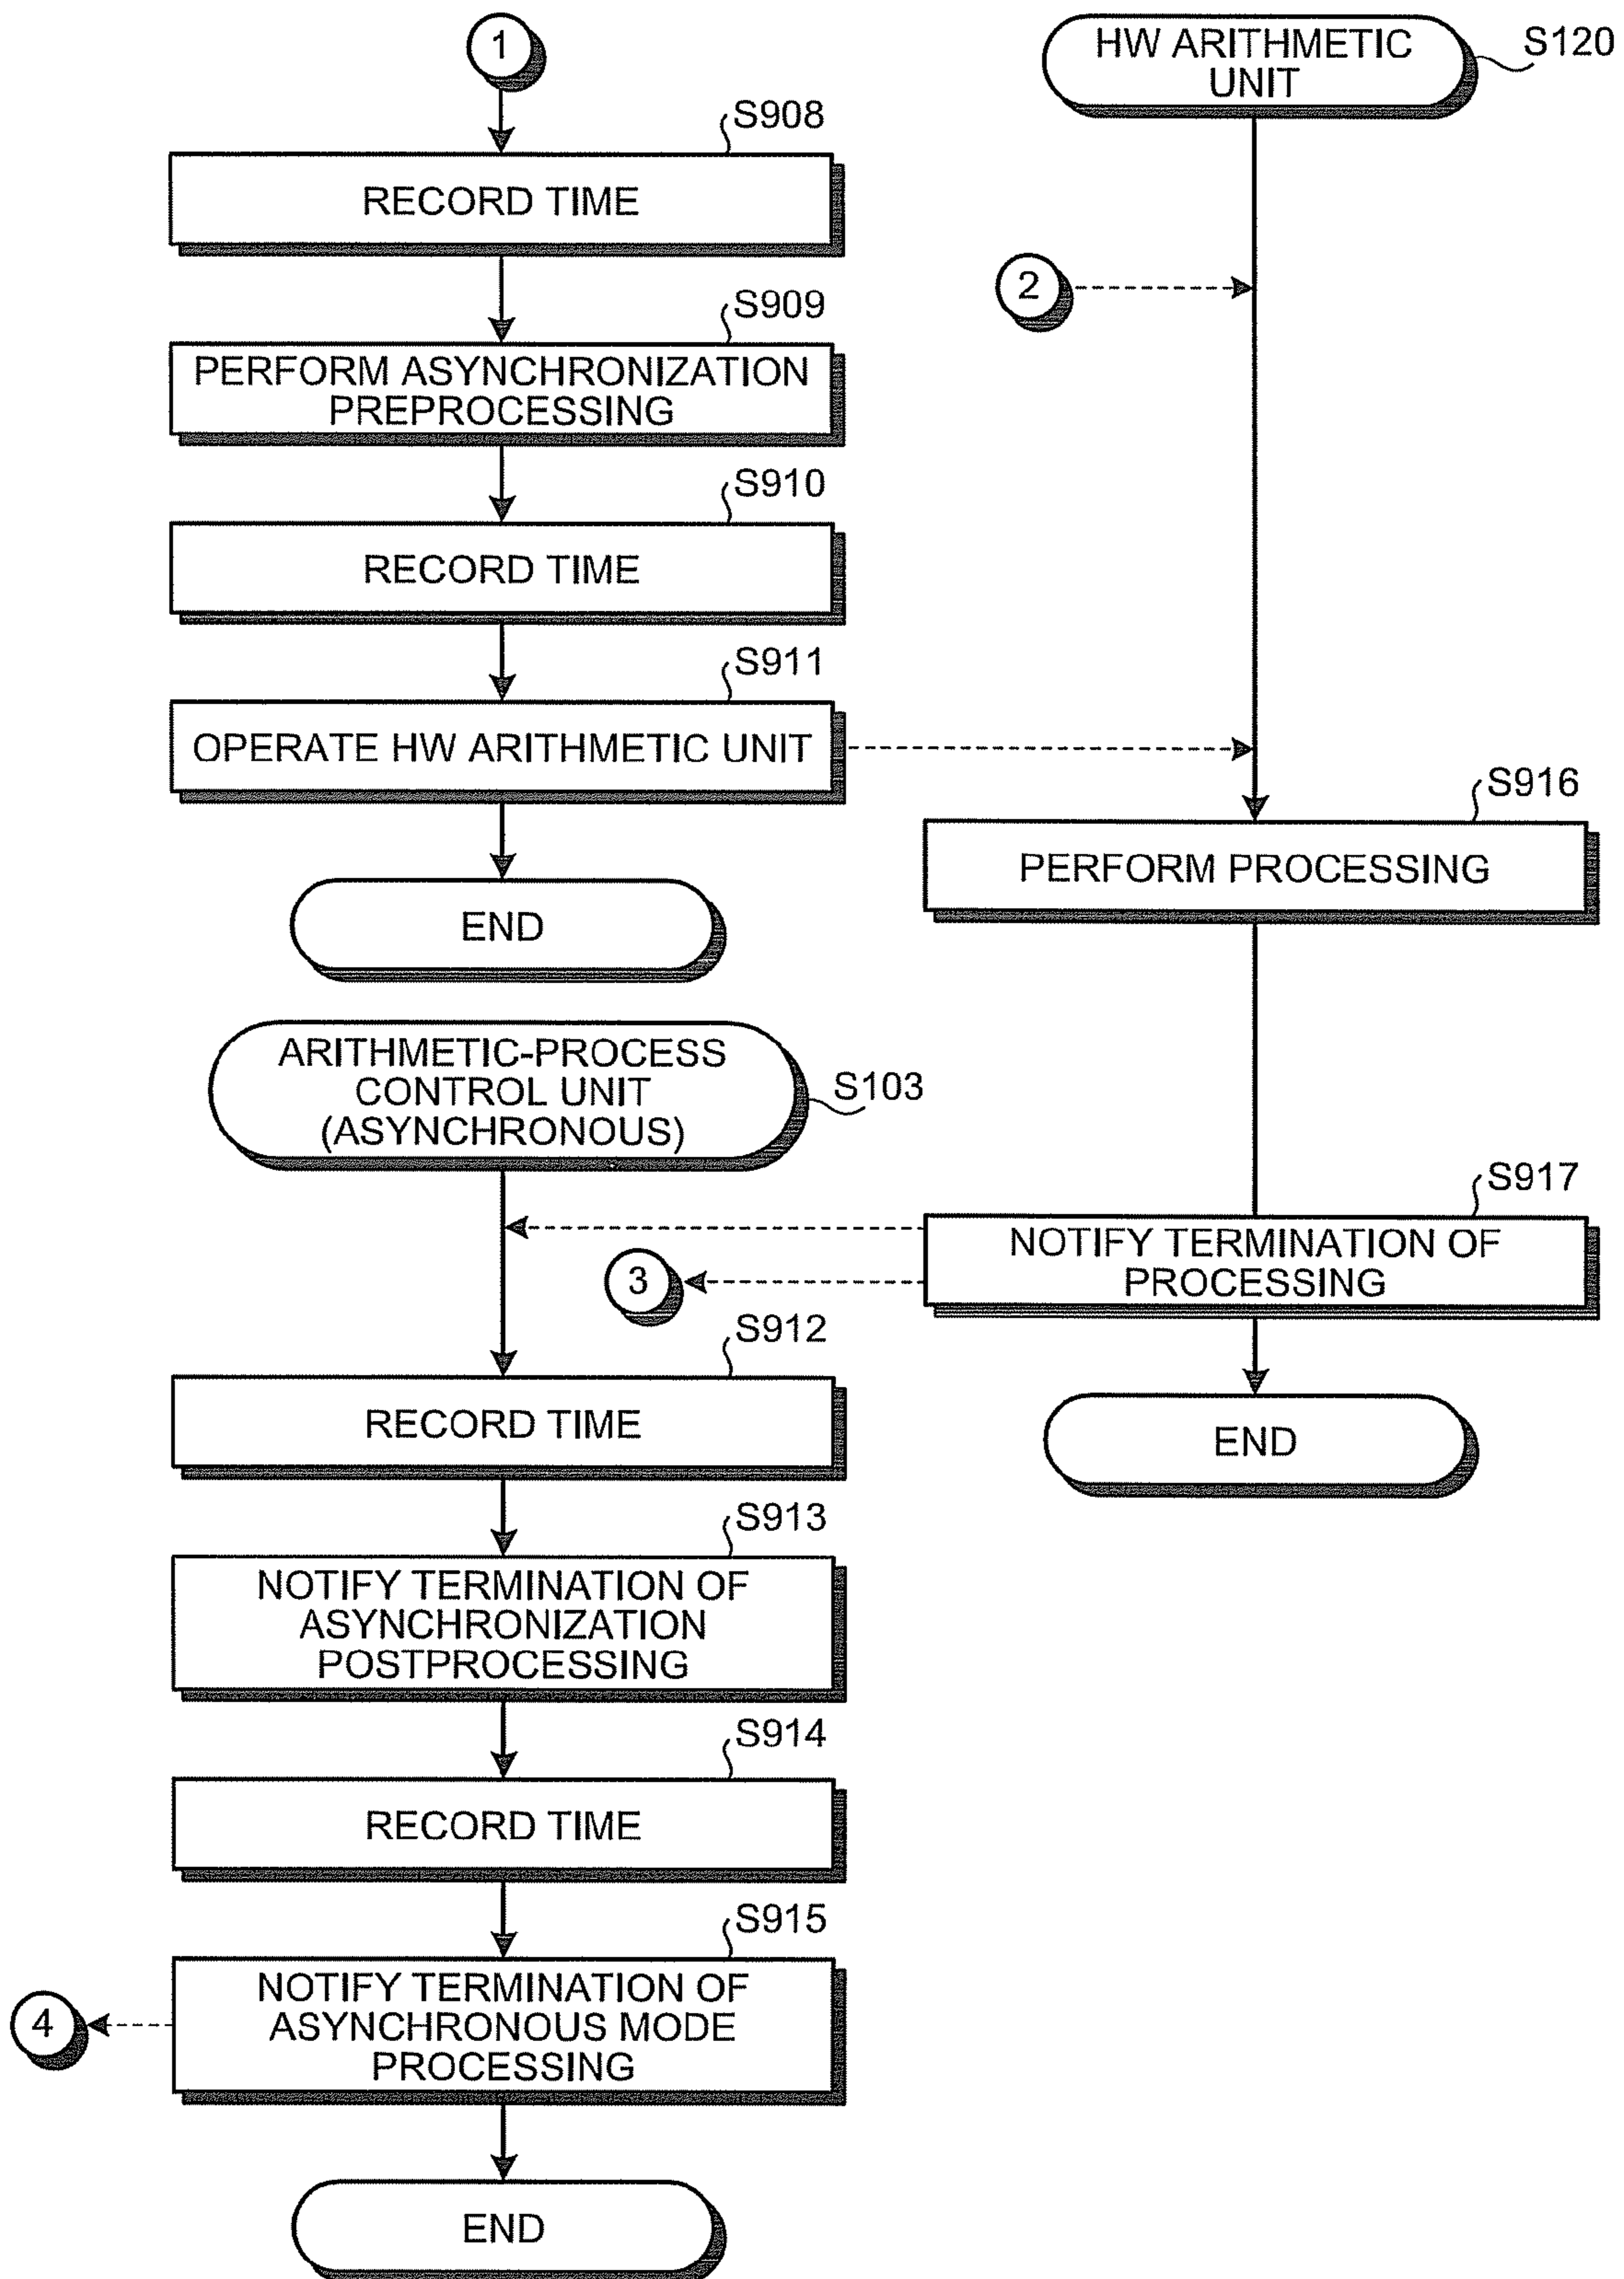 1
S908
RECORD TIME
S909
PERFORM ASYNCHRONIZATION
PREPROCESSING
S910
RECORD TIME
S911
OPERATE HW ARITHMETIC UNIT
END
HW ARITHMETIC
UNIT
S120
2
S916
PERFORM PROCESSING
S917
NOTIFY TERMINATION OF
PROCESSING
END
ARITHMETIC-PROCESS
CONTROL UNIT
(ASYNCHRONOUS)
S103
3
S912
RECORD TIME
S913
NOTIFY TERMINATION OF
ASYNCHRONIZATION
POSTPROCESSING
S914
RECORD TIME
S915
NOTIFY TERMINATION OF
ASYNCHRONOUS MODE
PROCESSING
4
END